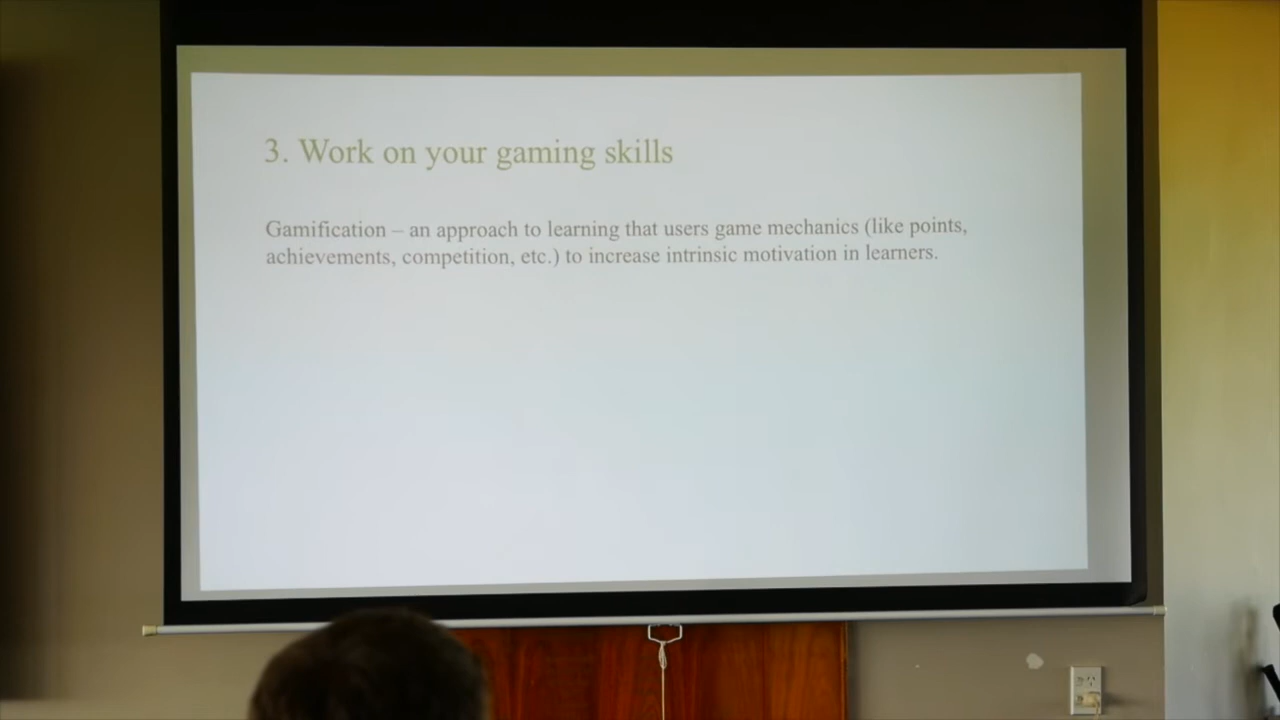 3. Work on your gaming skills
Gamification – an approach to learning that users game mechanics (like points,
achievements, competition, etc.) to increase intrinsic motivation in learners.